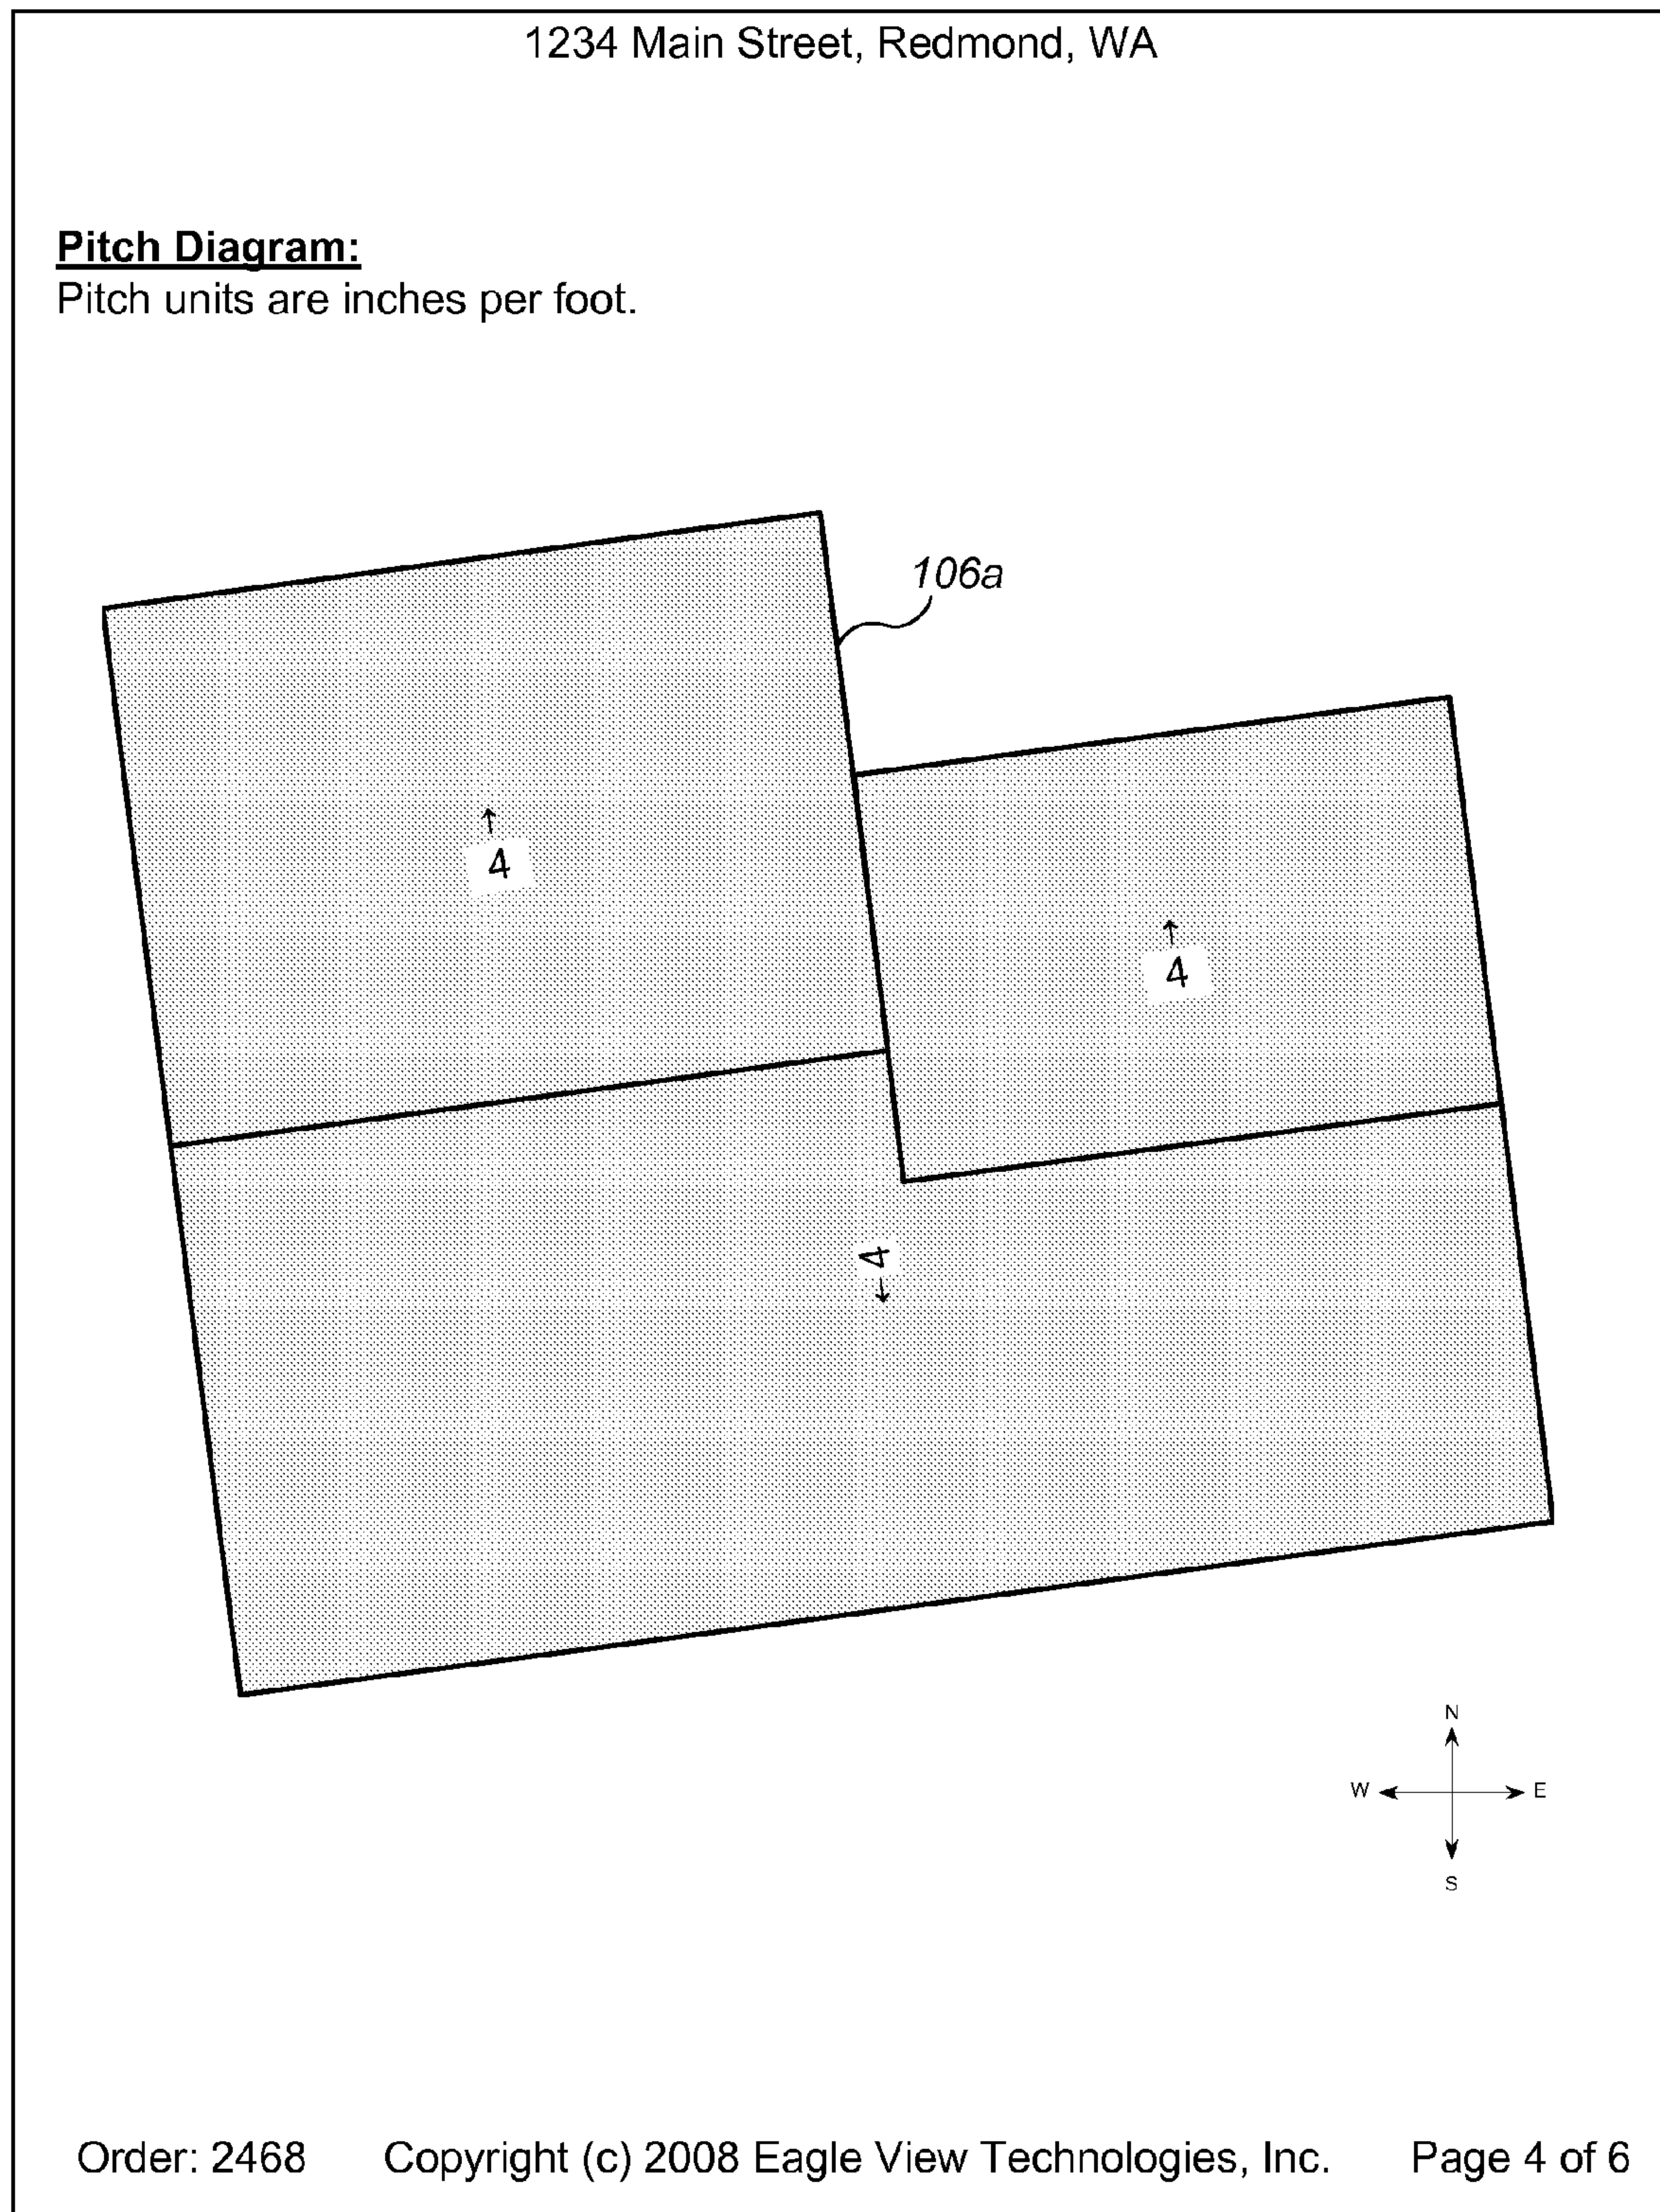 1234 Main Street, Redmond, WA
Pitch Diagram:
Pitch units are inches per foot.
106a
4
4
4
N
W E
S
Order: 2468 Copyright (c) 2008 Eagle View Technologies, Inc. Page 4 of 6